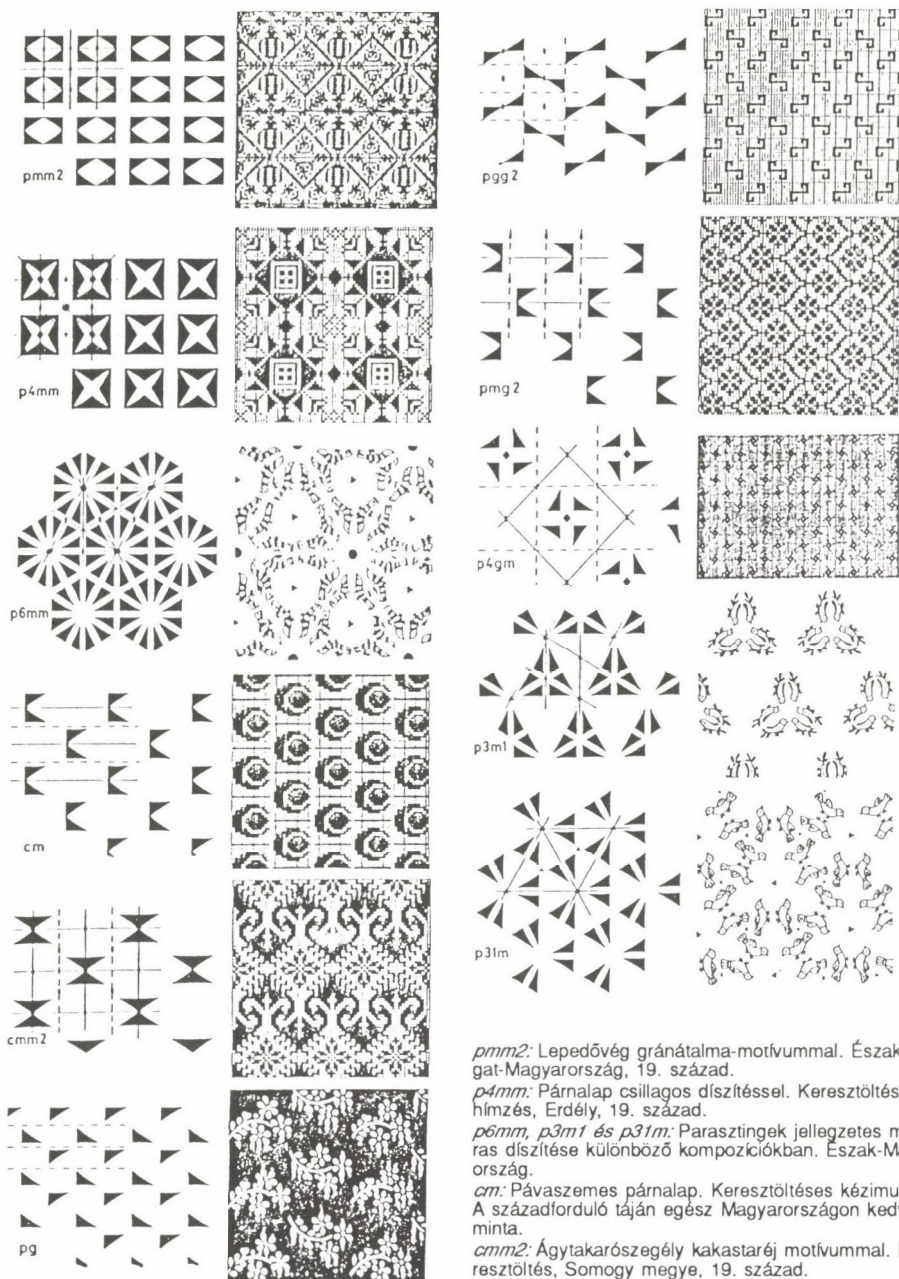 pmm2
p4mm
p6mm
cm
cmm2
pg
pgg2
pmg2
p4gm
p3m1
p31m
pmm2: Lepedővég gránátalma-motívummal. Észak
gat-Magyarország, 19. század.
p4mm: Párnalap csillagos díszítéssel. Keresztöltés
hímzés, Erdély, 19. század.
p6mm, p3m1 és p31m: Parasztingek jellegzetes m
ras díszítése különböző kompozíciókban. Észak-M
ország.
cm: Pávaszemes párnalap. Keresztöltéses kézimu
A századforduló táján egész Magyarországon kedv
minta.
cmm2: Ágytakarószegély kakastaréj motívummal.
resztöltés, Somogy megye, 19. század.